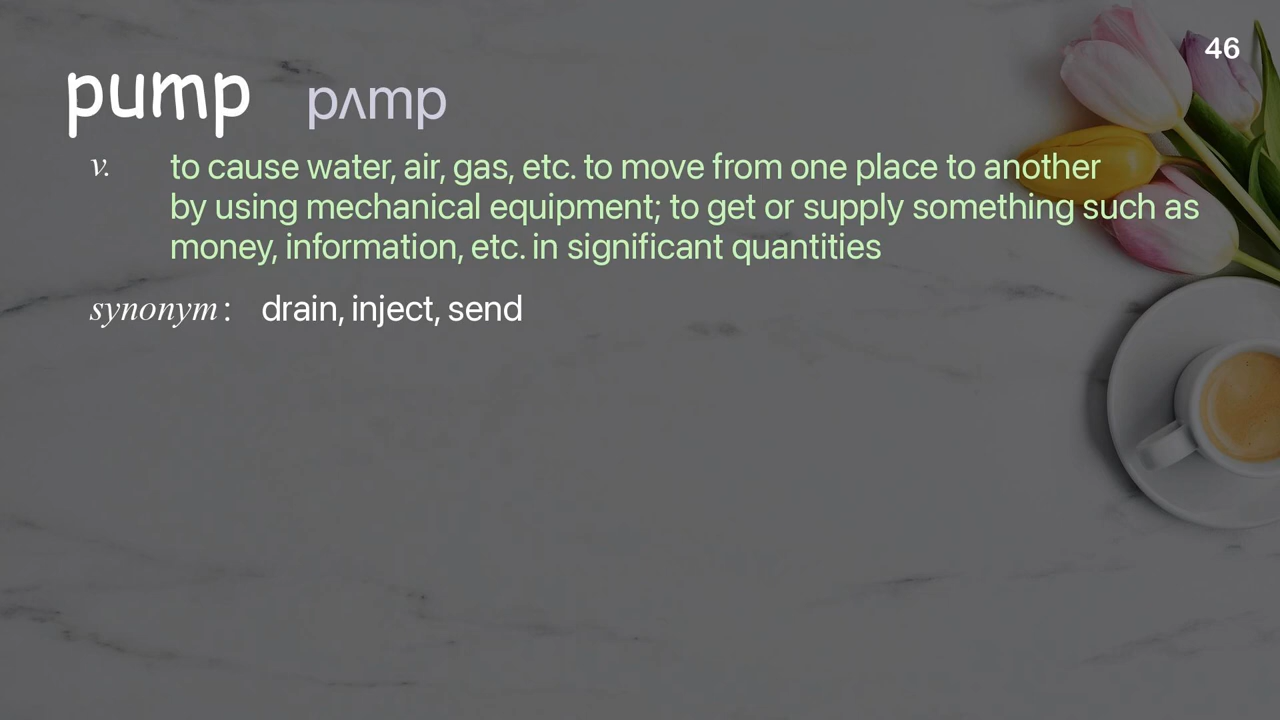 46
pump pʌmp
v. to cause water, air, gas, etc. to move from one place to another
by using mechanical equipment; to get or supply something such as
money, information, etc. in significant quantities
synonym: drain, inject, send